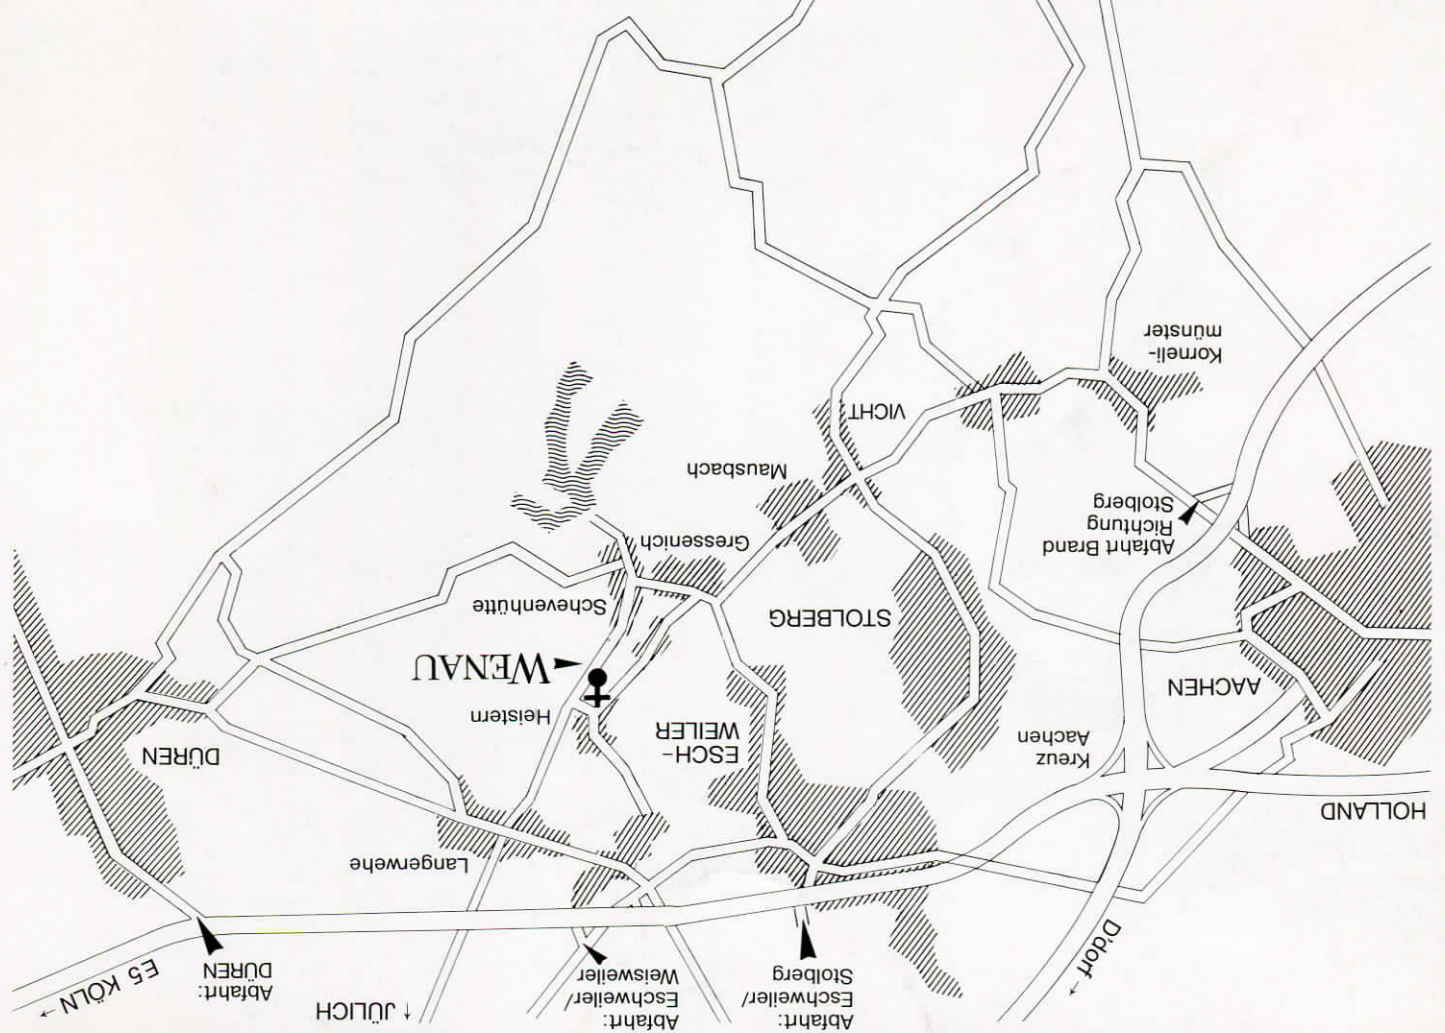 D'dorf →
Abfahrt:
Eschweiler/
Stolberg
Abfahrt:
Eschweiler/
Weisweiler
↑ JÜLICH
Abfahrt:
DÜREN
E5 KÖLN →
HOLLAND
Langerwehe
Kreuz
Aachen
ESCH-
WEILER
DÜREN
Heistern
AACHEN
WENAU
STOLBERG
Schevenhütte
Gressenich
Abfahrt Brand
Richtung
Stolberg
Mausbach
VICHT
Korneli-
münster